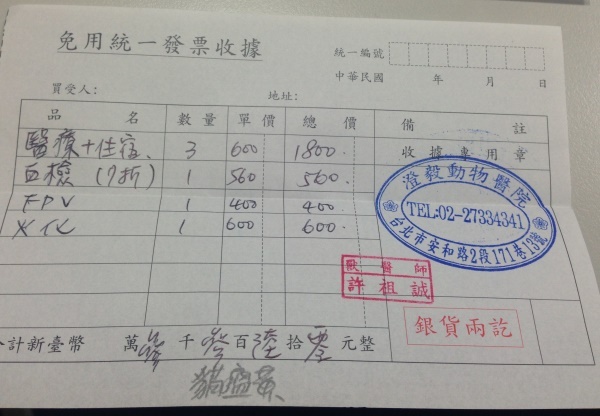 免用統一發票收據
統一編號
中華民國 年 月 日
買受人: 地址:
品名 數量 單價 總價 備註
醫療+住宿、 3 600 1800. 收據專用章
血檢(7折) 1 560 560.
FPV 1 400 400
火化 1 600 600.
澄毅動物醫院
TEL:02-27334341
台北市安和路2段171巷13號
獸醫師
許祖誠
銀貨兩訖
合計新臺幣 萬 參 千 參 百 陸 拾 零 元整